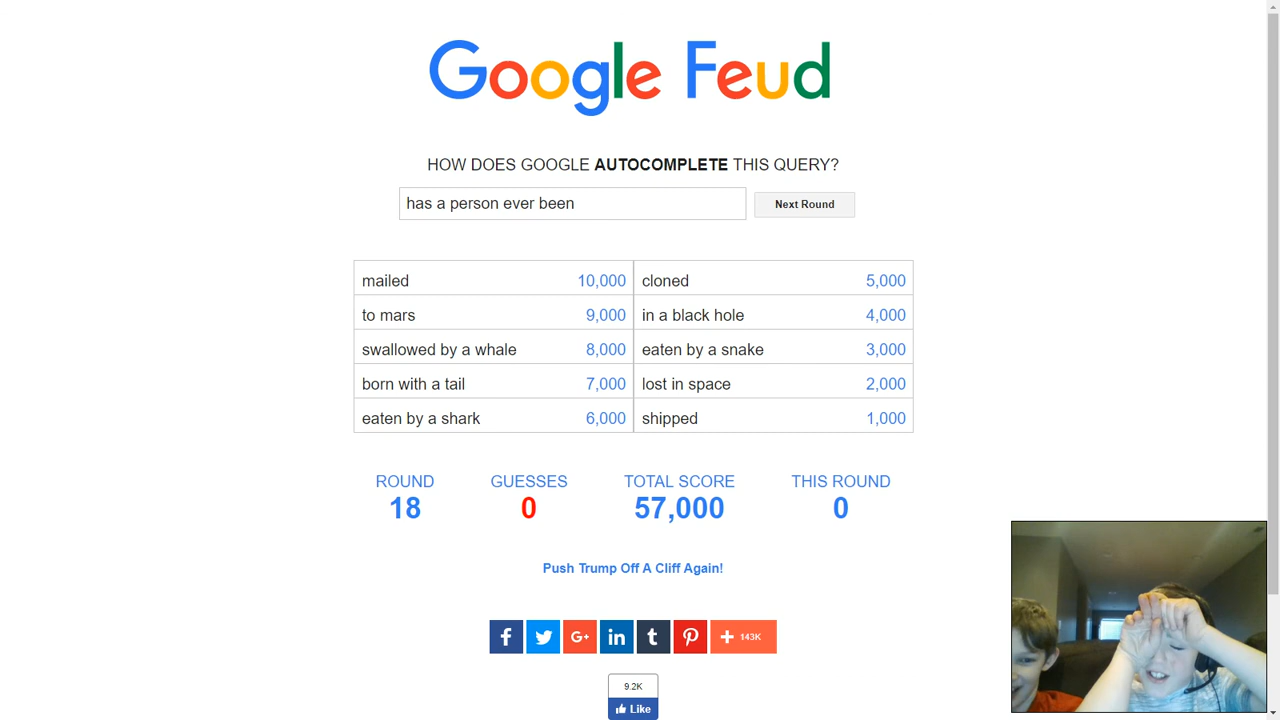 Google Feud
HOW DOES GOOGLE AUTOCOMPLETE THIS QUERY?
has a person ever been
Next Round
mailed 10,000 cloned 5,000
to mars 9,000 in a black hole 4,000
swallowed by a whale 8,000 eaten by a snake 3,000
born with a tail 7,000 lost in space 2,000
eaten by a shark 6,000 shipped 1,000
ROUND GUESSES TOTAL SCORE THIS ROUND
18 0 57,000 0
Push Trump Off A Cliff Again!
f G+ in t 143K
9.2K
Like